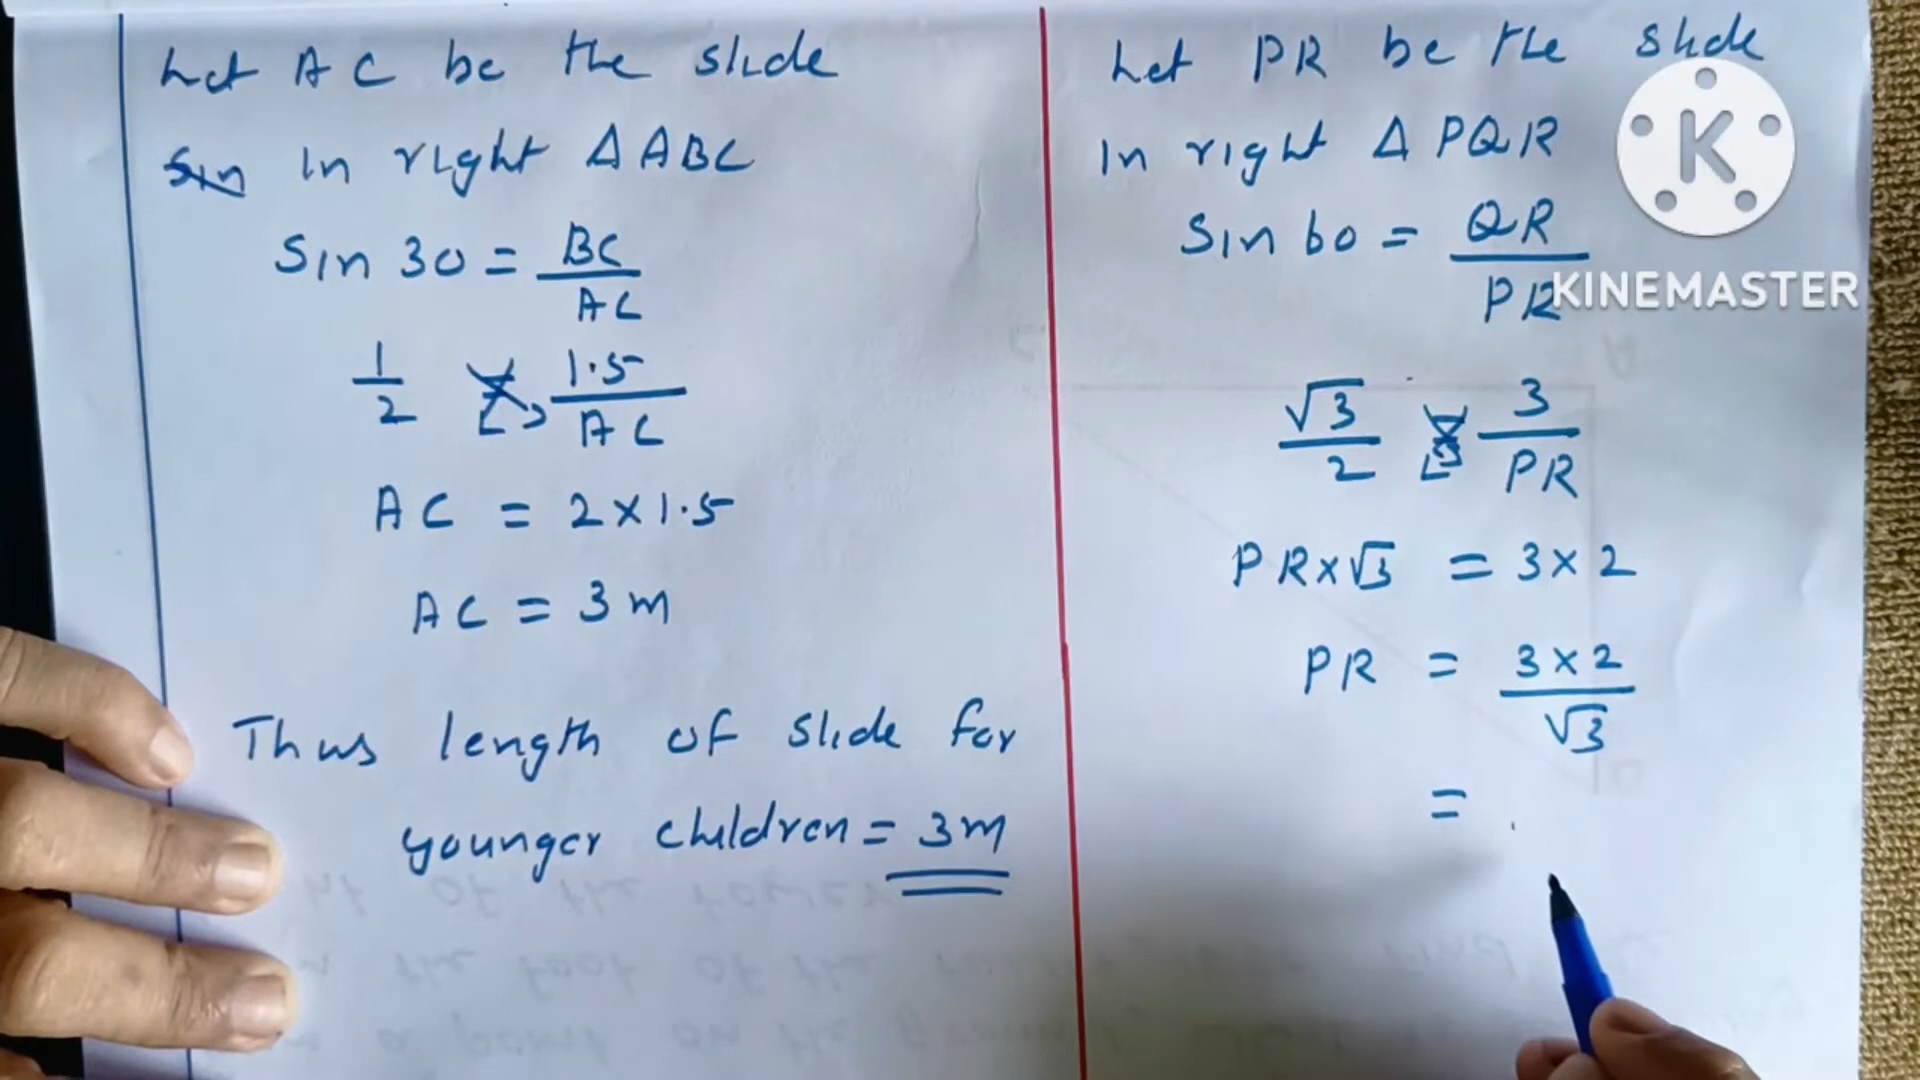 Let AC be the slide
Sin In right Δ ABC
Sin 30 = BC / AC
1/2 = 1.5 / AC
AC = 2 × 1.5
AC = 3 m
Thus length of slide for
younger children = 3m
Let PR be the slide
In right Δ PQR
Sin 60 = QR / PR
√3/2 = 3 / PR
PR × √3 = 3 × 2
PR = 3 × 2 / √3
=
K
KINEMASTER